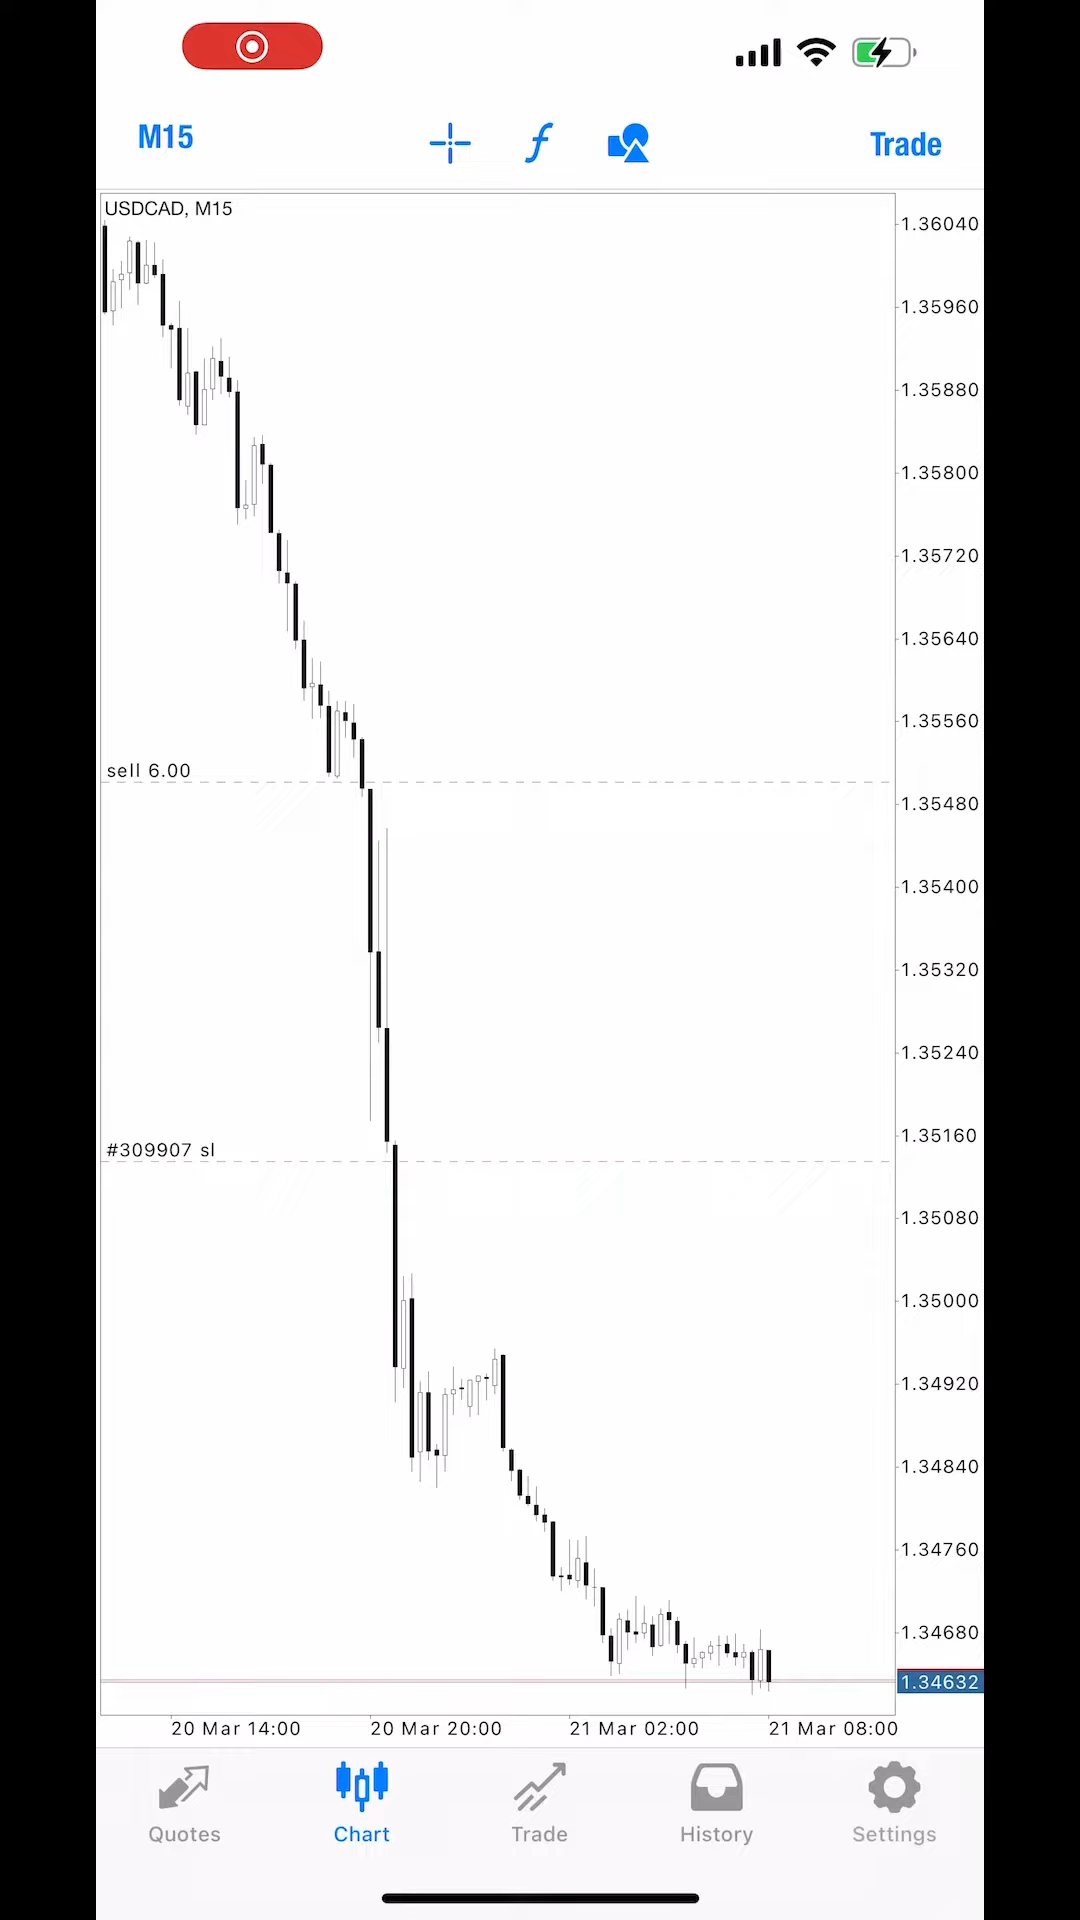 M15
Trade
USDCAD, M15
1.36040
1.35960
1.35880
1.35800
1.35720
1.35640
1.35560
sell 6.00
1.35480
1.35400
1.35320
1.35240
1.35160
#309907 sl
1.35080
1.35000
1.34920
1.34840
1.34760
1.34680
1.34632
20 Mar 14:00 20 Mar 20:00 21 Mar 02:00 21 Mar 08:00
Quotes Chart Trade History Settings